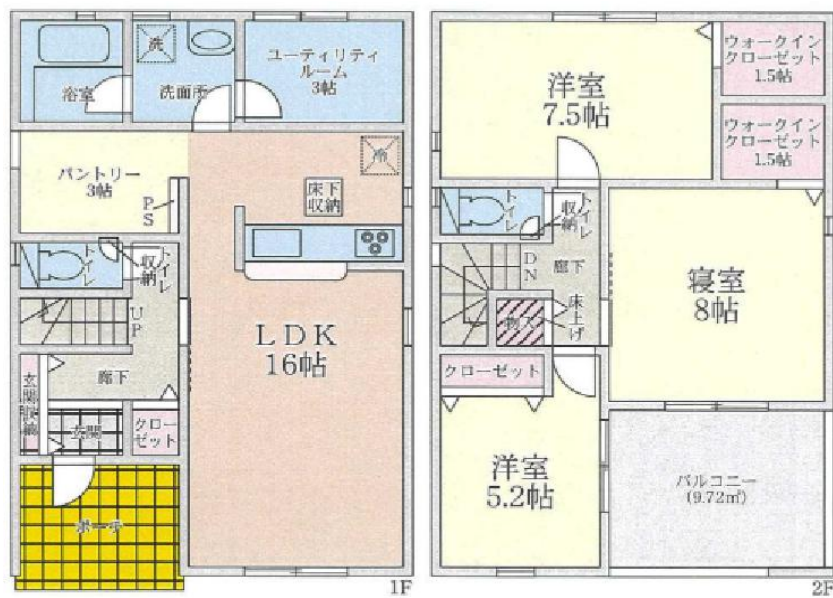 浴室
洗
洗面所
ユーティリティ
ルーム
3帖
パントリー
3帖
PS
床下
収納
冷
トイレ
トイレ
収納
UP
LDK
16帖
廊下
玄関収納
玄関
クロー
ゼット
ポーチ
1F
洋室
7.5帖
ウォークイン
クローゼット
1.5帖
ウォークイン
クローゼット
1.5帖
トイレ
トイレ
収納
DN
廊下
物入
床上げ
寝室
8帖
クローゼット
洋室
5.2帖
バルコニー
(9.72㎡)
2F